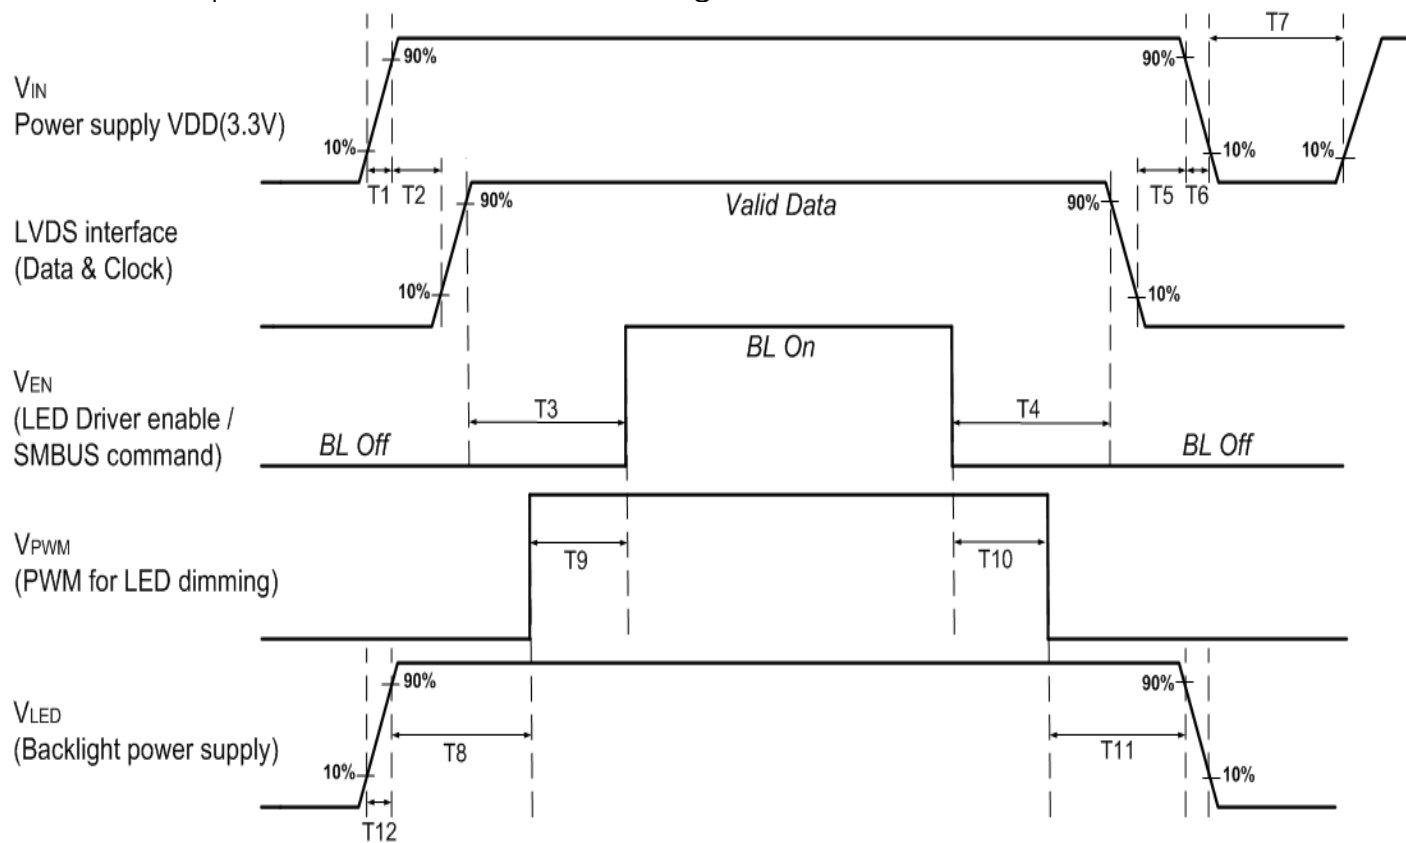 T7
90%
90%
VIN
Power supply VDD(3.3V)
10%
10%
10%
T1
T2
T5
T6
90%
Valid Data
90%
LVDS interface
(Data & Clock)
10%
10%
BL On
VEN
(LED Driver enable /
SMBUS command)
T3
T4
BL Off
BL Off
VPWM
(PWM for LED dimming)
T9
T10
90%
90%
VLED
(Backlight power supply)
T8
T11
10%
10%
T12